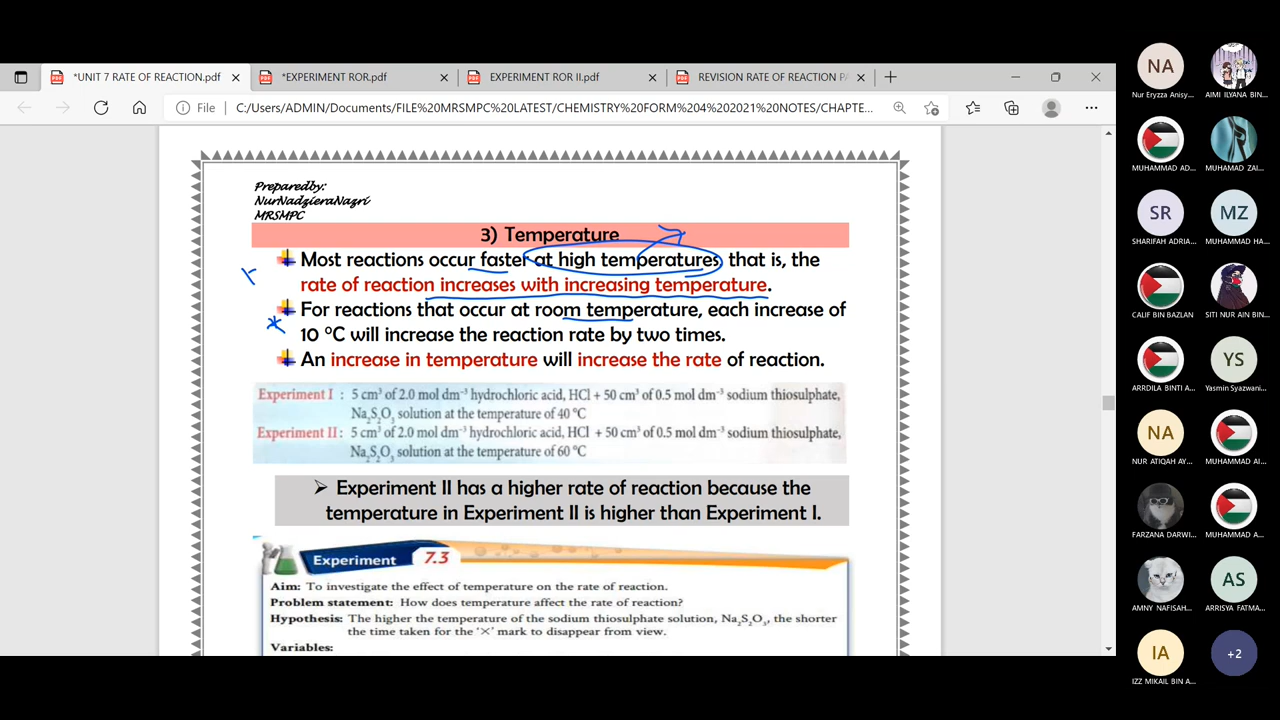 *UNIT 7 RATE OF REACTION.pdf
*EXPERIMENT ROR.pdf
EXPERIMENT ROR II.pdf
REVISION RATE OF REACTION PA
File
C:/Users/ADMIN/Documents/FILE%20MRSMPC%20LATEST/CHEMISTRY%20FORM%204%202021%20NOTES/CHAPTE...
Preparedby:
NurNadzieraNazri
MRSMPC
3) Temperature
Most reactions occur faster at high temperatures that is, the
rate of reaction increases with increasing temperature.
For reactions that occur at room temperature, each increase of
10 °C will increase the reaction rate by two times.
An increase in temperature will increase the rate of reaction.
Experiment I : 5 cm³ of 2.0 mol dm⁻³ hydrochloric acid, HCl + 50 cm³ of 0.5 mol dm⁻³ sodium thiosulphate,
Na₂S₂O₃ solution at the temperature of 40 °C
Experiment II : 5 cm³ of 2.0 mol dm⁻³ hydrochloric acid, HCl + 50 cm³ of 0.5 mol dm⁻³ sodium thiosulphate,
Na₂S₂O₃ solution at the temperature of 60 °C
➢ Experiment II has a higher rate of reaction because the
temperature in Experiment II is higher than Experiment I.
Experiment 7.3
Aim: To investigate the effect of temperature on the rate of reaction.
Problem statement: How does temperature affect the rate of reaction?
Hypothesis: The higher the temperature of the sodium thiosulphate solution, Na₂S₂O₃, the shorter
the time taken for the ‘×’ mark to disappear from view.
Variables:
NA
Nur Eryzza Anisy...
AIMI ILYANA BIN...
MUHAMMAD AD...
MUHAMAD ZAI...
SR
SHARIFAH ADRIA...
MZ
MUHAMMAD HA...
CALIF BIN BAZLAN
SITI NUR AIN BIN...
ARRDILA BINTI A...
YS
Yasmin Syazwani...
NA
NUR ATIQAH AY...
MUHAMMAD AI...
FARZANA DARWI...
MUHAMMAD A...
AMNY NAFISAH...
AS
ARRISYA FATMA...
IA
IZZ MIKAIL BIN A...
+2